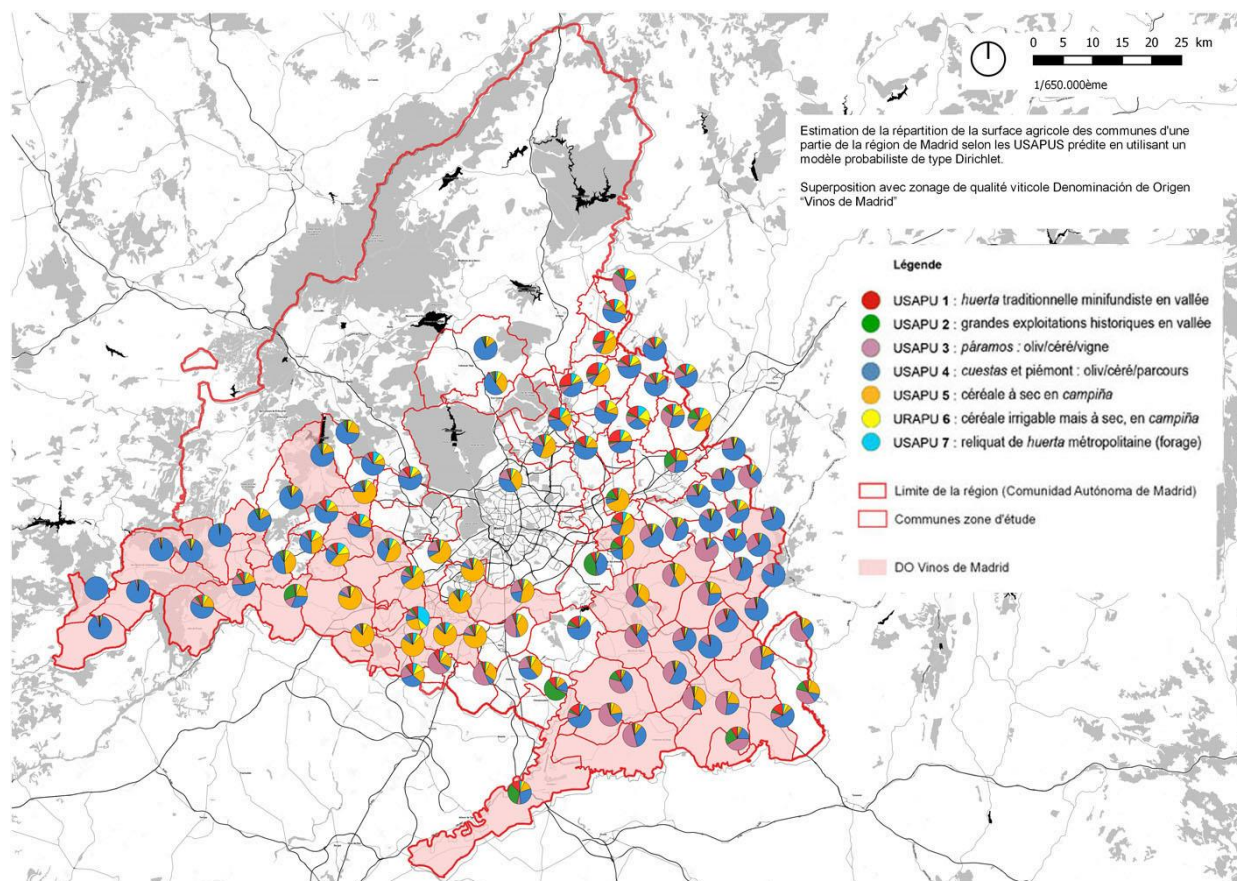 0 5 10 15 20 25 km
1/650.000ème
Estimation de la répartition de la surface agricole des communes d'une
partie de la région de Madrid selon les USAPUS prédite en utilisant un
modèle probabiliste de type Dirichlet.
Superposition avec zonage de qualité viticole Denominación de Origen
"Vinos de Madrid"
Légende
USAPU 1 : huerta traditionnelle minifundiste en vallée
USAPU 2 : grandes exploitations historiques en vallée
USAPU 3 : páramos : oliv/céré/vigne
USAPU 4 : cuestas et piémont : oliv/céré/parcours
USAPU 5 : céréale à sec en campiña
URAPU 6 : céréale irrigable mais à sec, en campiña
USAPU 7 : reliquat de huerta métropolitaine (forage)
Limite de la région (Comunidad Autónoma de Madrid)
Communes zone d'étude
DO Vinos de Madrid